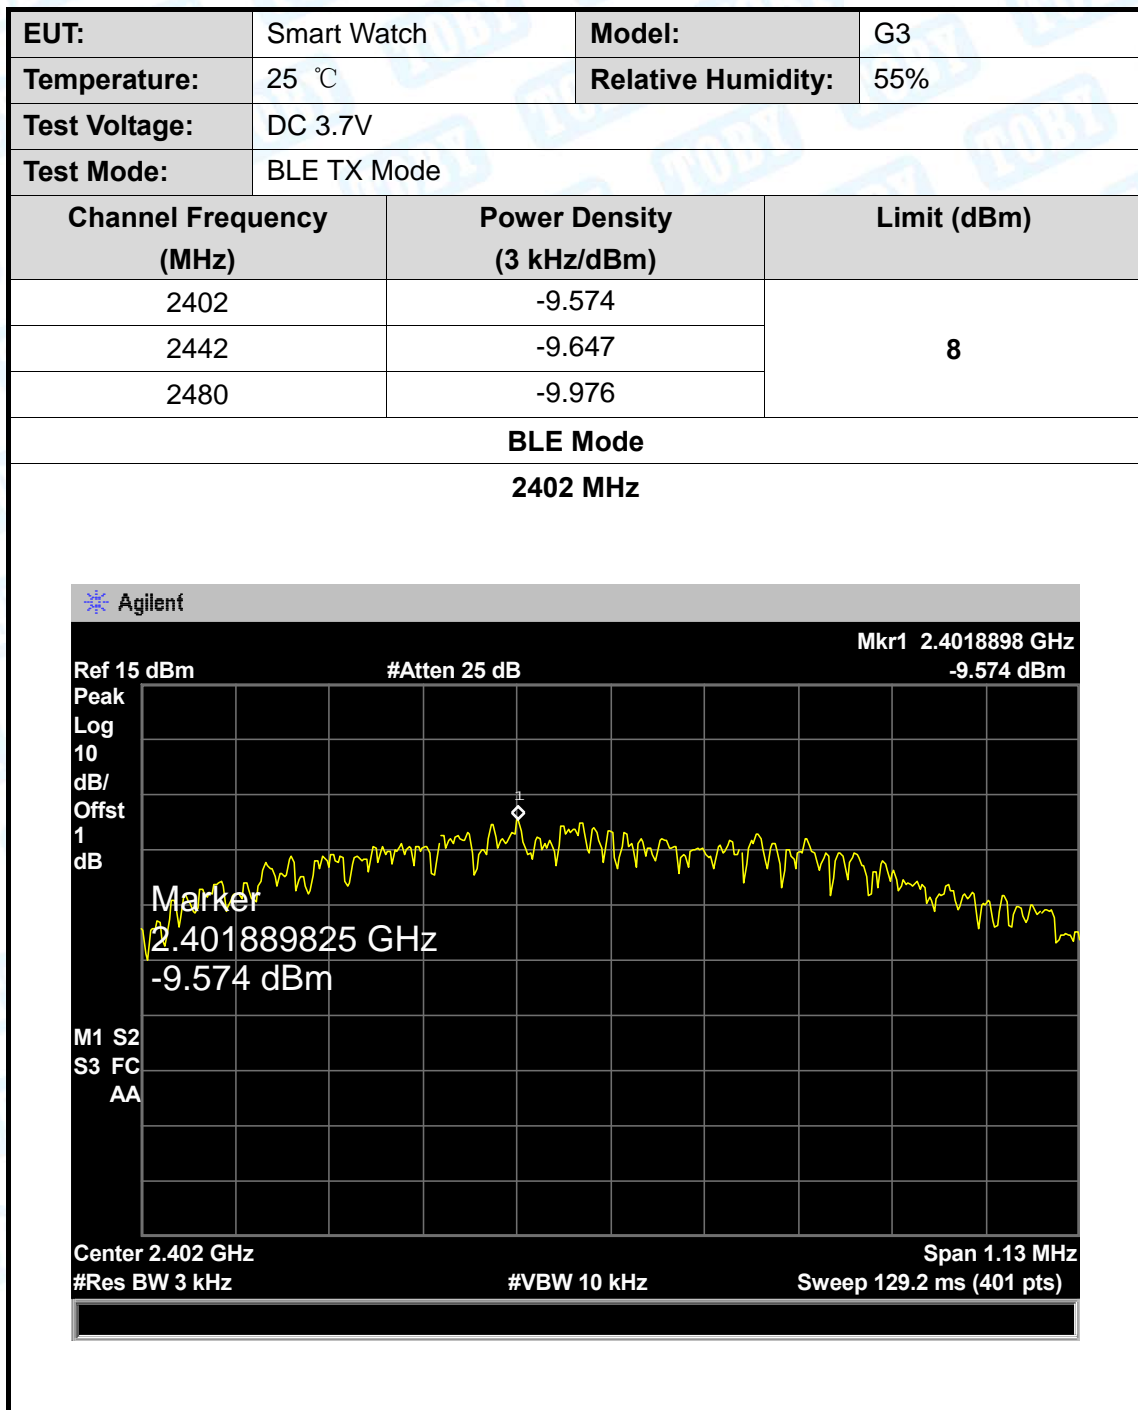 EUT: Smart Watch Model: G3
Temperature: 25 ℃ Relative Humidity: 55%
Test Voltage: DC 3.7V
Test Mode: BLE TX Mode
Channel Frequency (MHz) Power Density (3 kHz/dBm) Limit (dBm)
2402 -9.574 8
2442 -9.647
2480 -9.976
BLE Mode
2402 MHz
Agilent
Mkr1 2.4018898 GHz
Ref 15 dBm #Atten 25 dB -9.574 dBm
Peak
Log
10
dB/
Offst
1
dB
1
Marker
2.401889825 GHz
-9.574 dBm
M1 S2
S3 FC
AA
Center 2.402 GHz Span 1.13 MHz
#Res BW 3 kHz #VBW 10 kHz Sweep 129.2 ms (401 pts)
TOBY